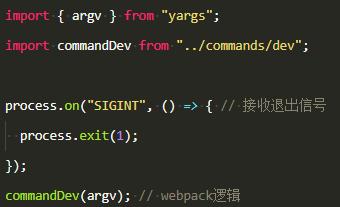 import { argv } from "yargs";
import commandDev from "../commands/dev";
process.on("SIGINT", () => { // 接收退出信号
  process.exit(1);
});
commandDev(argv); // webpack逻辑